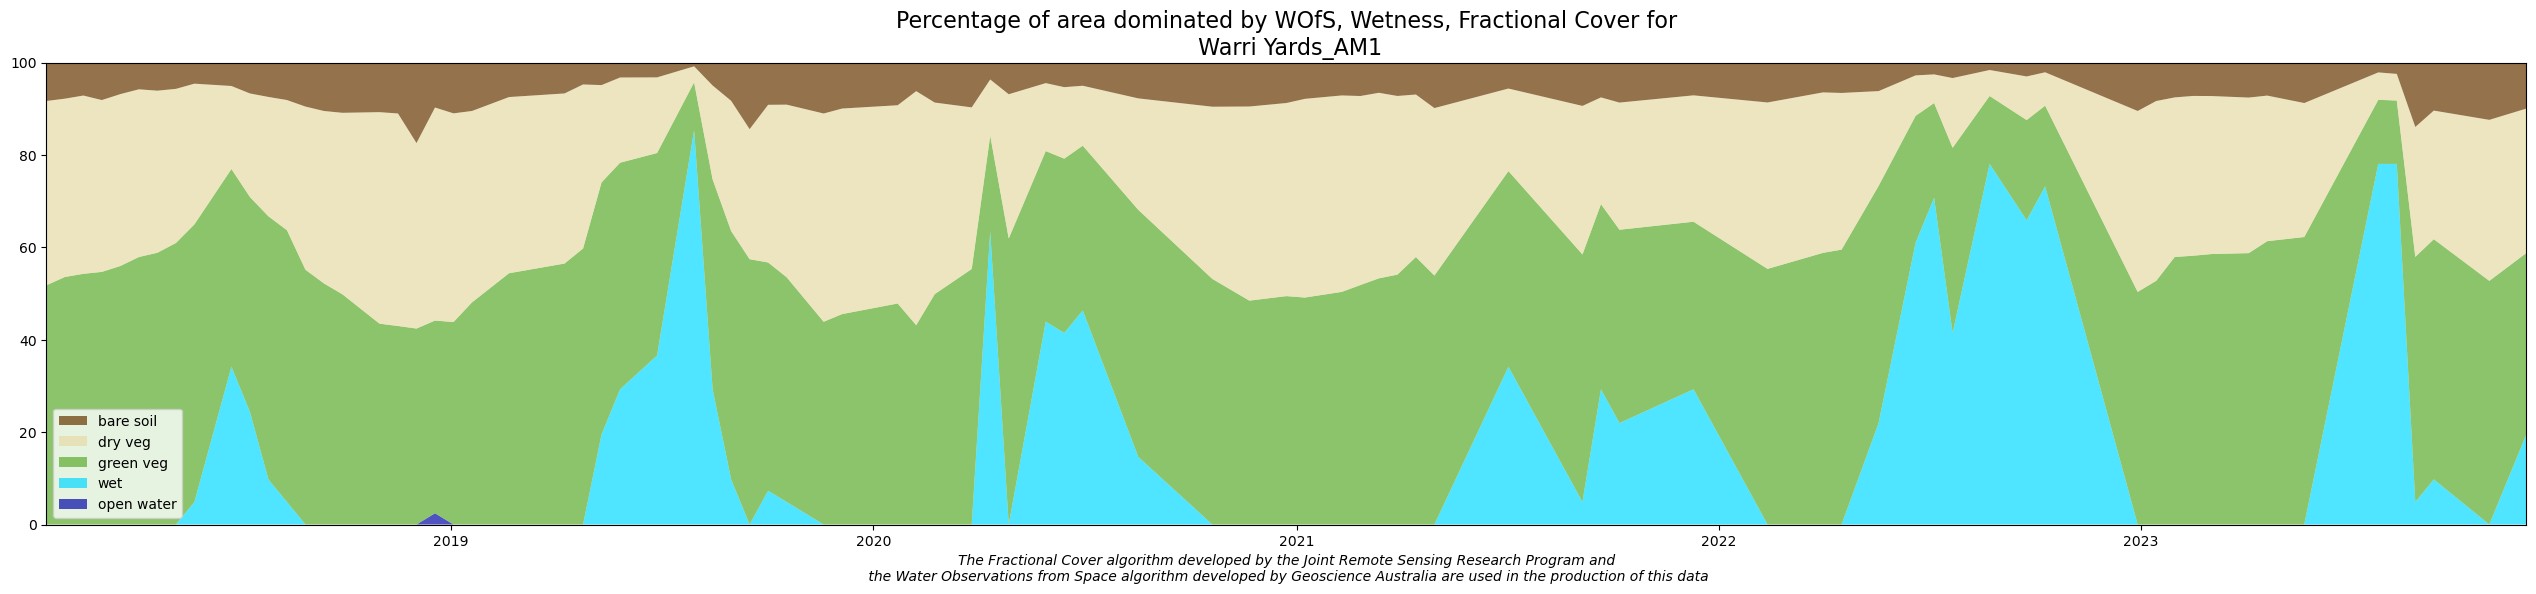 Percentage of area dominated by WOfS, Wetness, Fractional Cover for
Warri Yards_AM1
100
80
60
40
20
0
bare soil
dry veg
green veg
wet
open water
2019 2020 2021 2022 2023
The Fractional Cover algorithm developed by the Joint Remote Sensing Research Program and
the Water Observations from Space algorithm developed by Geoscience Australia are used in the production of this data